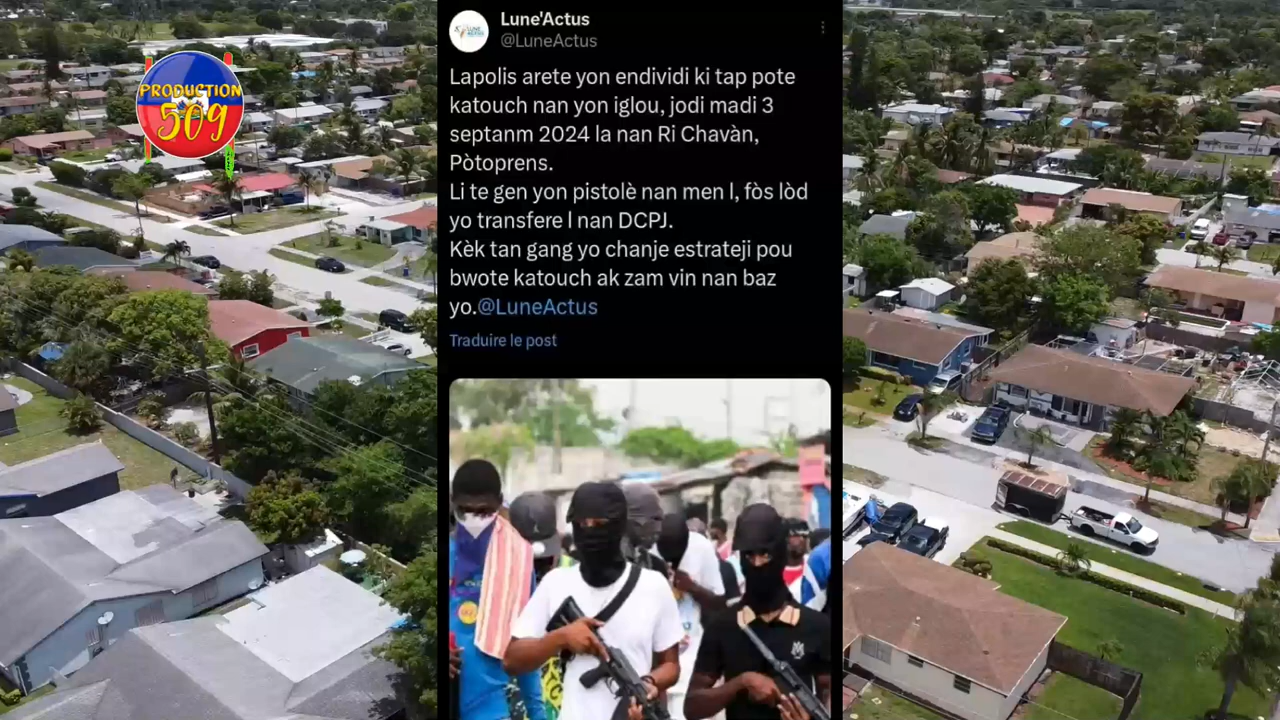 PRODUCTION
509
Lune'Actus
@LuneActus
Lapolis arete yon endividi ki tap pote
katouch nan yon iglou, jodi madi 3
septanm 2024 la nan Ri Chavàn,
Pòtoprens.
Li te gen yon pistolè nan men l, fòs lòd
yo transfere l nan DCPJ.
Kèk tan gang yo chanje estrateji pou
bwote katouch ak zam vin nan baz
yo.@LuneActus
Traduire le post